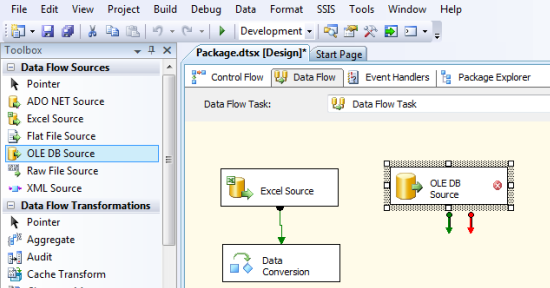 File Edit View Project Build Debug Data Format SSIS Tools Window Help
Development
Toolbox
Package.dtsx [Design]* Start Page
Data Flow Sources
Pointer
ADO NET Source
Excel Source
Flat File Source
OLE DB Source
Raw File Source
XML Source
Data Flow Transformations
Pointer
Aggregate
Audit
Cache Transform
Control Flow Data Flow Event Handlers Package Explorer
Data Flow Task: Data Flow Task
Excel Source
OLE DB
Source
Data
Conversion